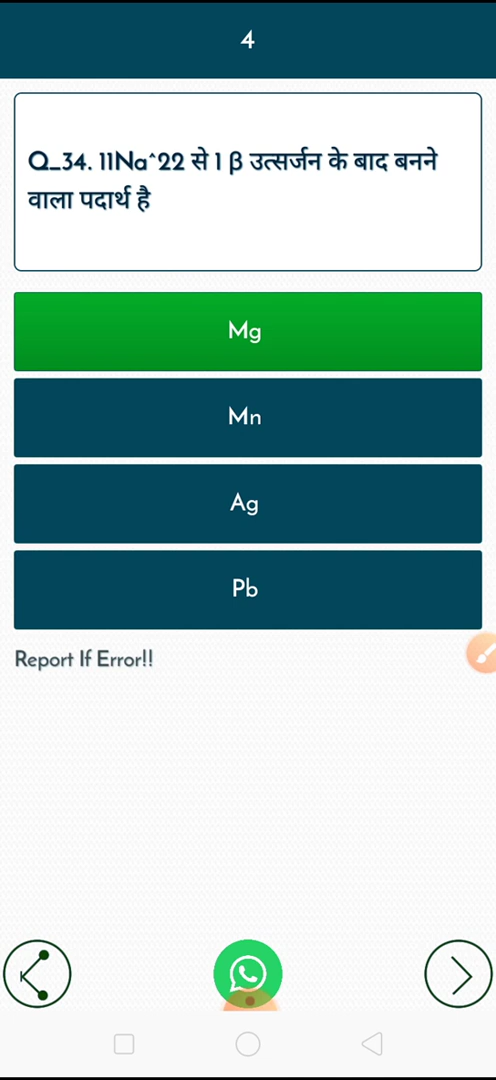 4
Q_34. 11Na^22 से 1 β उत्सर्जन के बाद बनने
वाला पदार्थ है
Mg
Mn
Ag
Pb
Report If Error!!